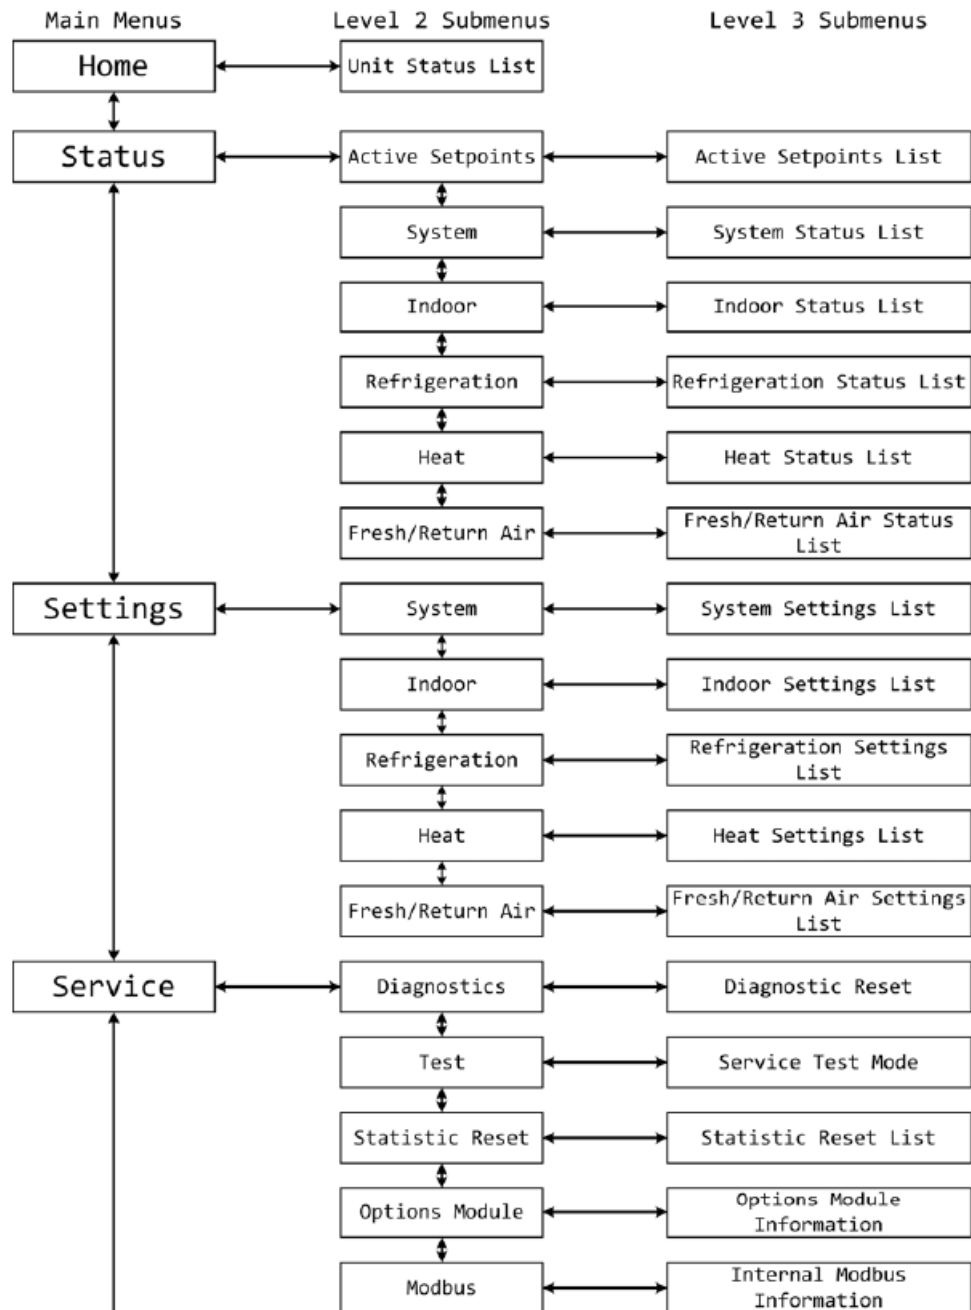 Main Menus
Level 2 Submenus
Level 3 Submenus
Home
Unit Status List
Status
Active Setpoints
Active Setpoints List
System
System Status List
Indoor
Indoor Status List
Refrigeration
Refrigeration Status List
Heat
Heat Status List
Fresh/Return Air
Fresh/Return Air Status
List
Settings
System
System Settings List
Indoor
Indoor Settings List
Refrigeration
Refrigeration Settings
List
Heat
Heat Settings List
Fresh/Return Air
Fresh/Return Air Settings
List
Service
Diagnostics
Diagnostic Reset
Test
Service Test Mode
Statistic Reset
Statistic Reset List
Options Module
Options Module
Information
Modbus
Internal Modbus
Information